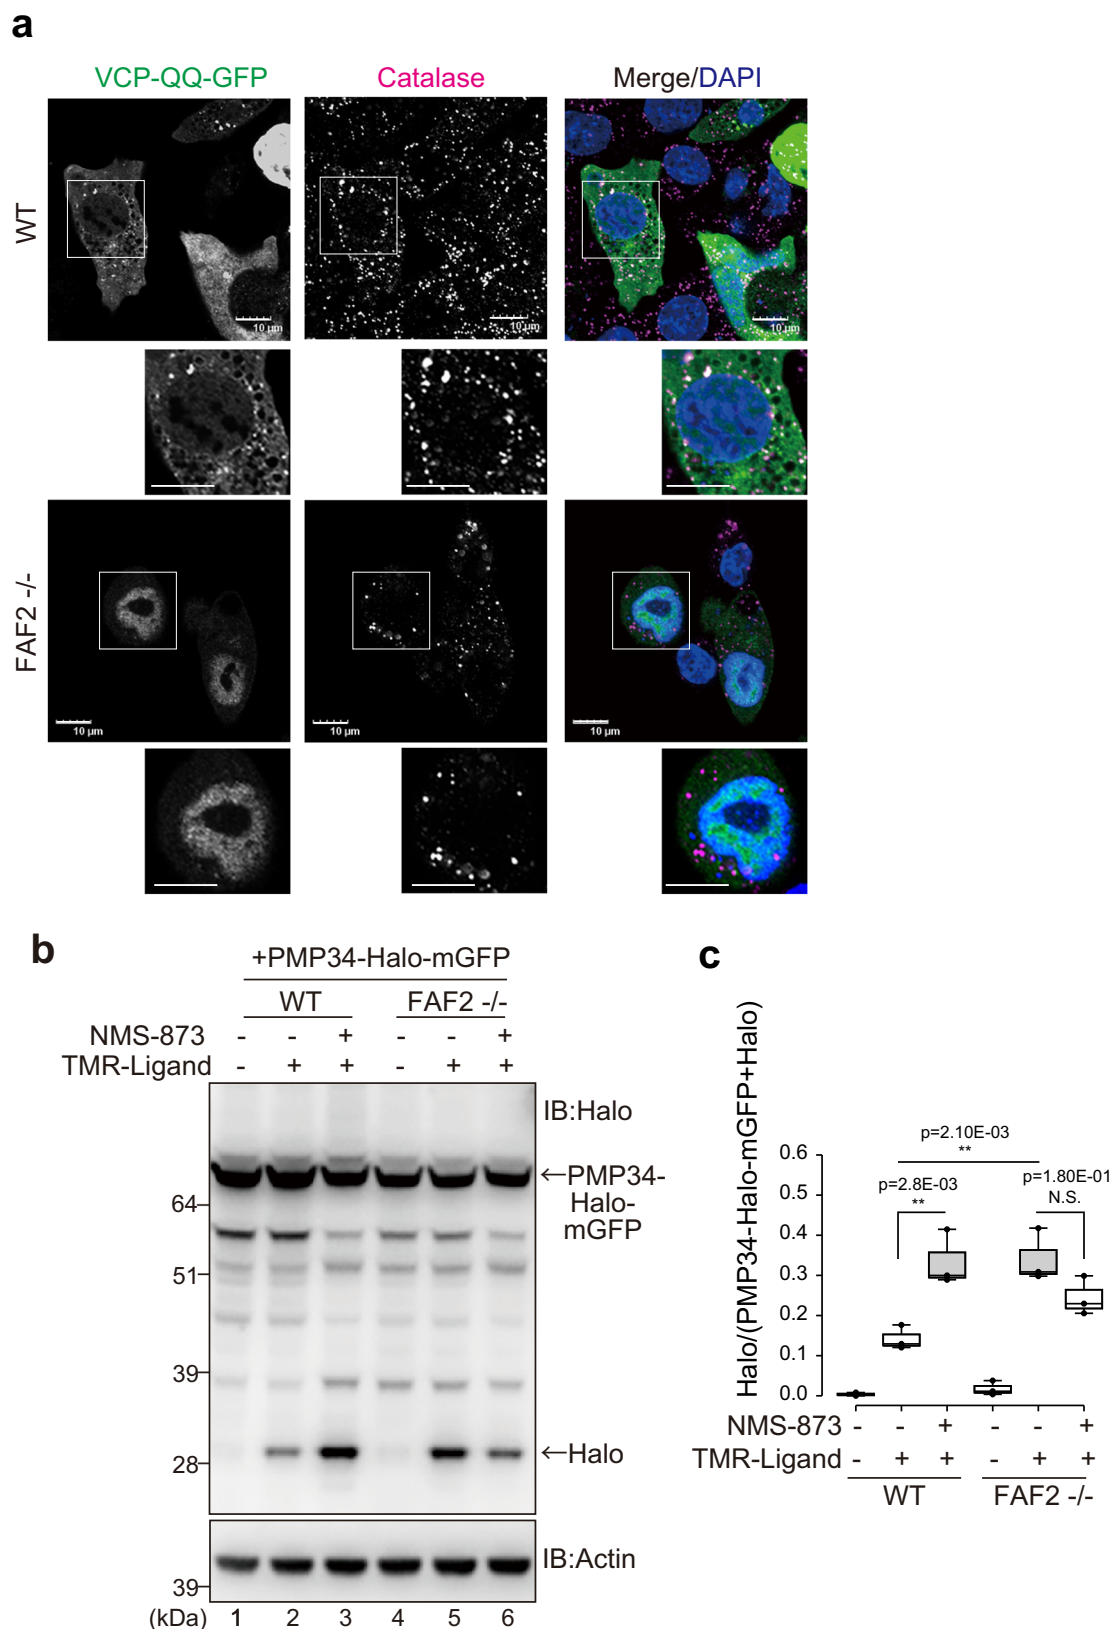 a
VCP-QQ-GFP Catalase Merge/DAPI
WT
10 µm 10 µm 10 µm
FAF2 -/-
10 µm 10 µm 10 µm
b
+PMP34-Halo-mGFP
WT FAF2 -/-
NMS-873 - - + - - +
TMR-Ligand - + + - + +
IB:Halo
←PMP34-
Halo-
mGFP
64
51
39
←Halo
28
IB:Actin
39
(kDa) 1 2 3 4 5 6
c
Halo/(PMP34-Halo-mGFP+Halo)
p=2.10E-03
**
p=2.8E-03
**
p=1.80E-01
N.S.
0.6
0.5
0.4
0.3
0.2
0.1
0.0
NMS-873 - - + - - +
TMR-Ligand - + + - + +
WT FAF2 -/-